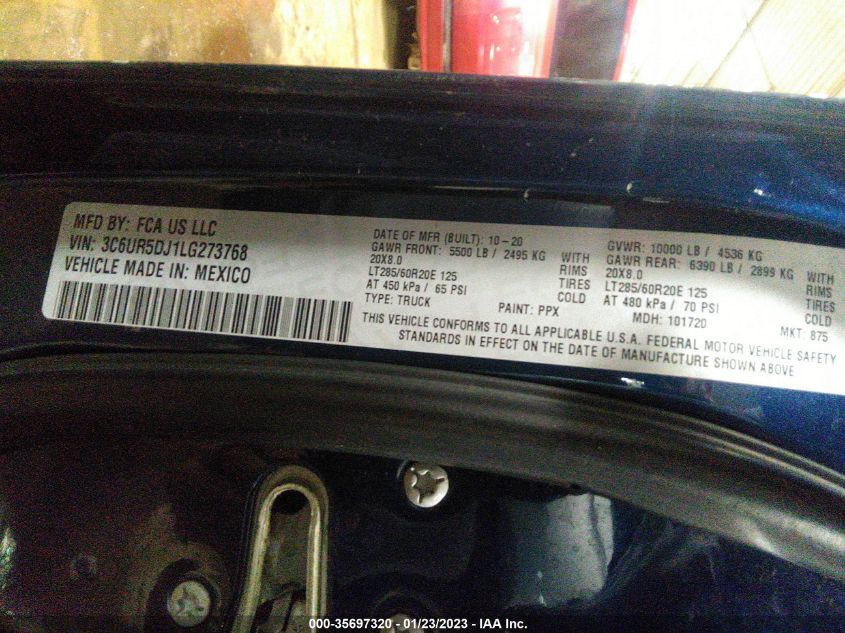 MFD BY: FCA US LLC
VIN: 3C6UR5DJ1LG273768
VEHICLE MADE IN: MEXICO
DATE OF MFR (BUILT): 10-20
GAWR FRONT: 5500 LB / 2495 KG WITH
20X8.0 RIMS
LT285/60R20E 125 TIRES
AT 450 kPa / 65 PSI COLD
TYPE: TRUCK
PAINT: PPX
GVWR: 10000 LB / 4536 KG
GAWR REAR: 6390 LB / 2899 KG WITH
20X8.0 RIMS
LT285/60R20E 125 TIRES
AT 480 kPa / 70 PSI COLD
MDH: 101720 MKT: 875
THIS VEHICLE CONFORMS TO ALL APPLICABLE U.S.A. FEDERAL MOTOR VEHICLE SAFETY
STANDARDS IN EFFECT ON THE DATE OF MANUFACTURE SHOWN ABOVE
000-35697320 - 01/23/2023 - IAA Inc.